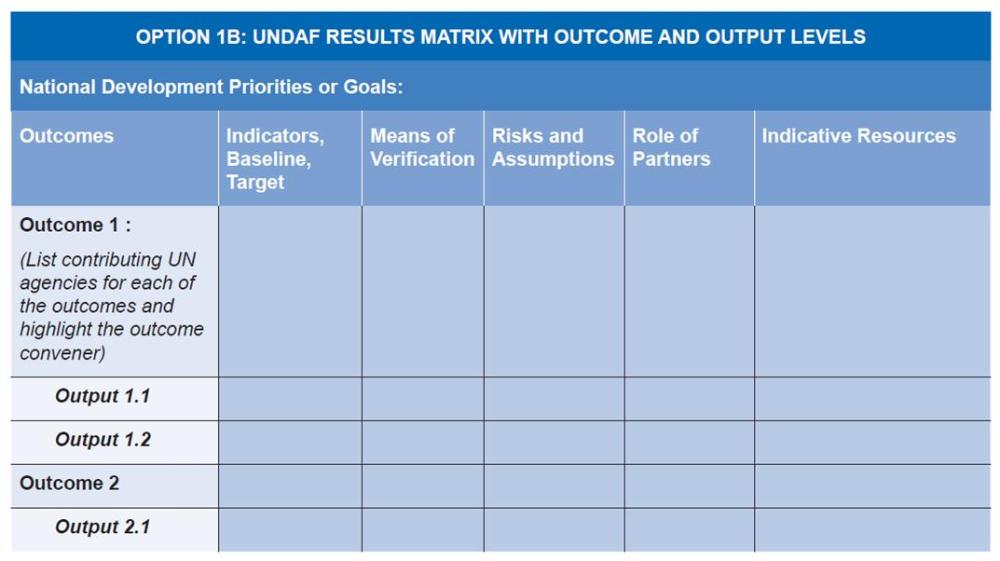 OPTION 1B: UNDAF RESULTS MATRIX WITH OUTCOME AND OUTPUT LEVELS
National Development Priorities or Goals:
Outcomes
Indicators,
Baseline,
Target
Means of
Verification
Risks and
Assumptions
Role of
Partners
Indicative Resources
Outcome 1 :
(List contributing UN
agencies for each of
the outcomes and
highlight the outcome
convener)
Output 1.1
Output 1.2
Outcome 2
Output 2.1